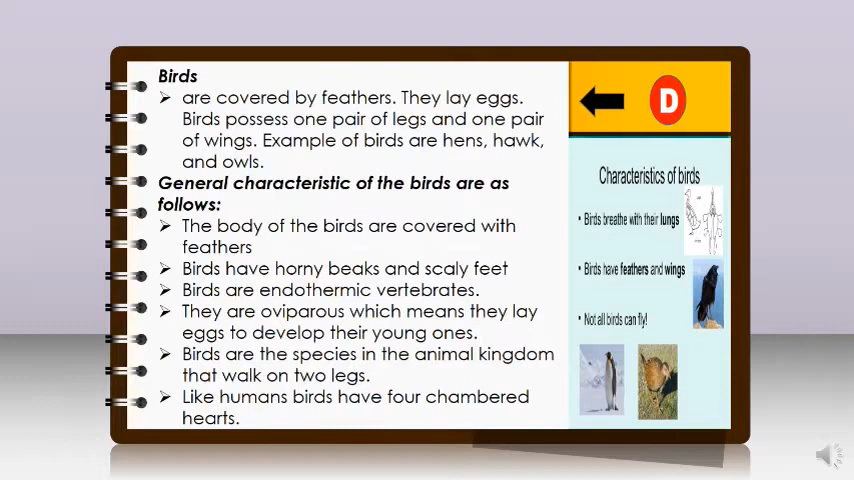 Birds
are covered by feathers. They lay eggs.
Birds possess one pair of legs and one pair
of wings. Example of birds are hens, hawk,
and owls.
General characteristic of the birds are as
follows:
The body of the birds are covered with
feathers
Birds have horny beaks and scaly feet
Birds are endothermic vertebrates.
They are oviparous which means they lay
eggs to develop their young ones.
Birds are the species in the animal kingdom
that walk on two legs.
Like humans birds have four chambered
hearts.
D
Characteristics of birds
• Birds breathe with their lungs
• Birds have feathers and wings
• Not all birds can fly!